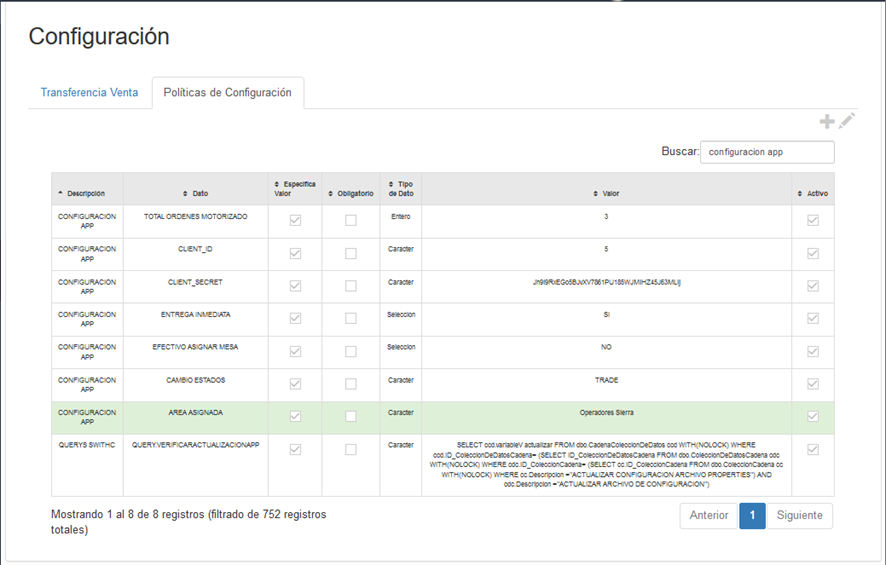 Configuración
Transferencia Venta
Políticas de Configuración
Buscar: configuracion app
Descripción
Dato
Especifica
Valor
Obligatorio
Tipo
de Dato
Valor
Activo
CONFIGURACION
APP
TOTAL ORDENES MOTORIZADO
Entero
3
CONFIGURACION
APP
CLIENT_ID
Caracter
5
CONFIGURACION
APP
CLIENT_SECRET
Caracter
CONFIGURACION
APP
ENTREGA INMEDIATA
Seleccion
SI
CONFIGURACION
APP
EFECTIVO ASIGNAR MESA
Seleccion
NO
CONFIGURACION
APP
CAMBIO ESTADOS
Caracter
TRADE
CONFIGURACION
APP
AREA ASIGNADA
Caracter
Operadores Sierra
QUERYS SWITHC
QUERY.VERIFICARACTUALIZACIONAPP
Caracter
SELECT ccd.variableV actualizar FROM dbo.CadenaColeccionDeDatos ccd WITH(NOLOCK) WHERE
ccd.ID_ColeccionDeDatosCadena= (SELECT ID_ColeccionDeDatosCadena FROM dbo.ColeccionDeDatosCadena cdc
WITH(NOLOCK) WHERE cdc.ID_ColeccionCadena= (SELECT cc.ID_ColeccionCadena FROM dbo.ColeccionCadena cc
WITH(NOLOCK) WHERE cc.Descripcion ="ACTUALIZAR CONFIGURACION ARCHIVO PROPERTIES") AND
cdc.Descripcion ="ACTUALIZAR ARCHIVO DE CONFIGURACION")
Mostrando 1 al 8 de 8 registros (filtrado de 752 registros
totales)
Anterior
1
Siguiente